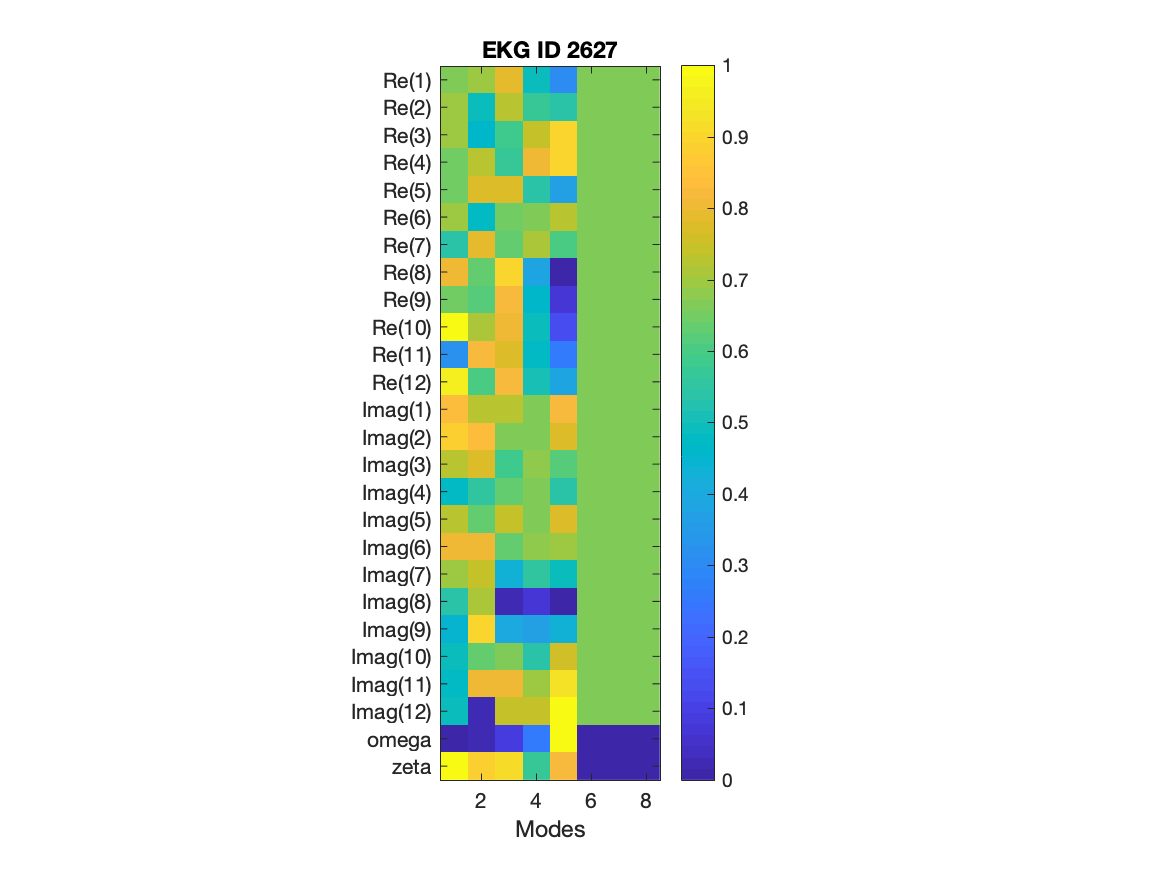 EKG ID 2627
Re(1)
Re(2)
Re(3)
Re(4)
Re(5)
Re(6)
Re(7)
Re(8)
Re(9)
Re(10)
Re(11)
Re(12)
Imag(1)
Imag(2)
Imag(3)
Imag(4)
Imag(5)
Imag(6)
Imag(7)
Imag(8)
Imag(9)
Imag(10)
Imag(11)
Imag(12)
omega
zeta
2 4 6 8
Modes
1
0.9
0.8
0.7
0.6
0.5
0.4
0.3
0.2
0.1
0